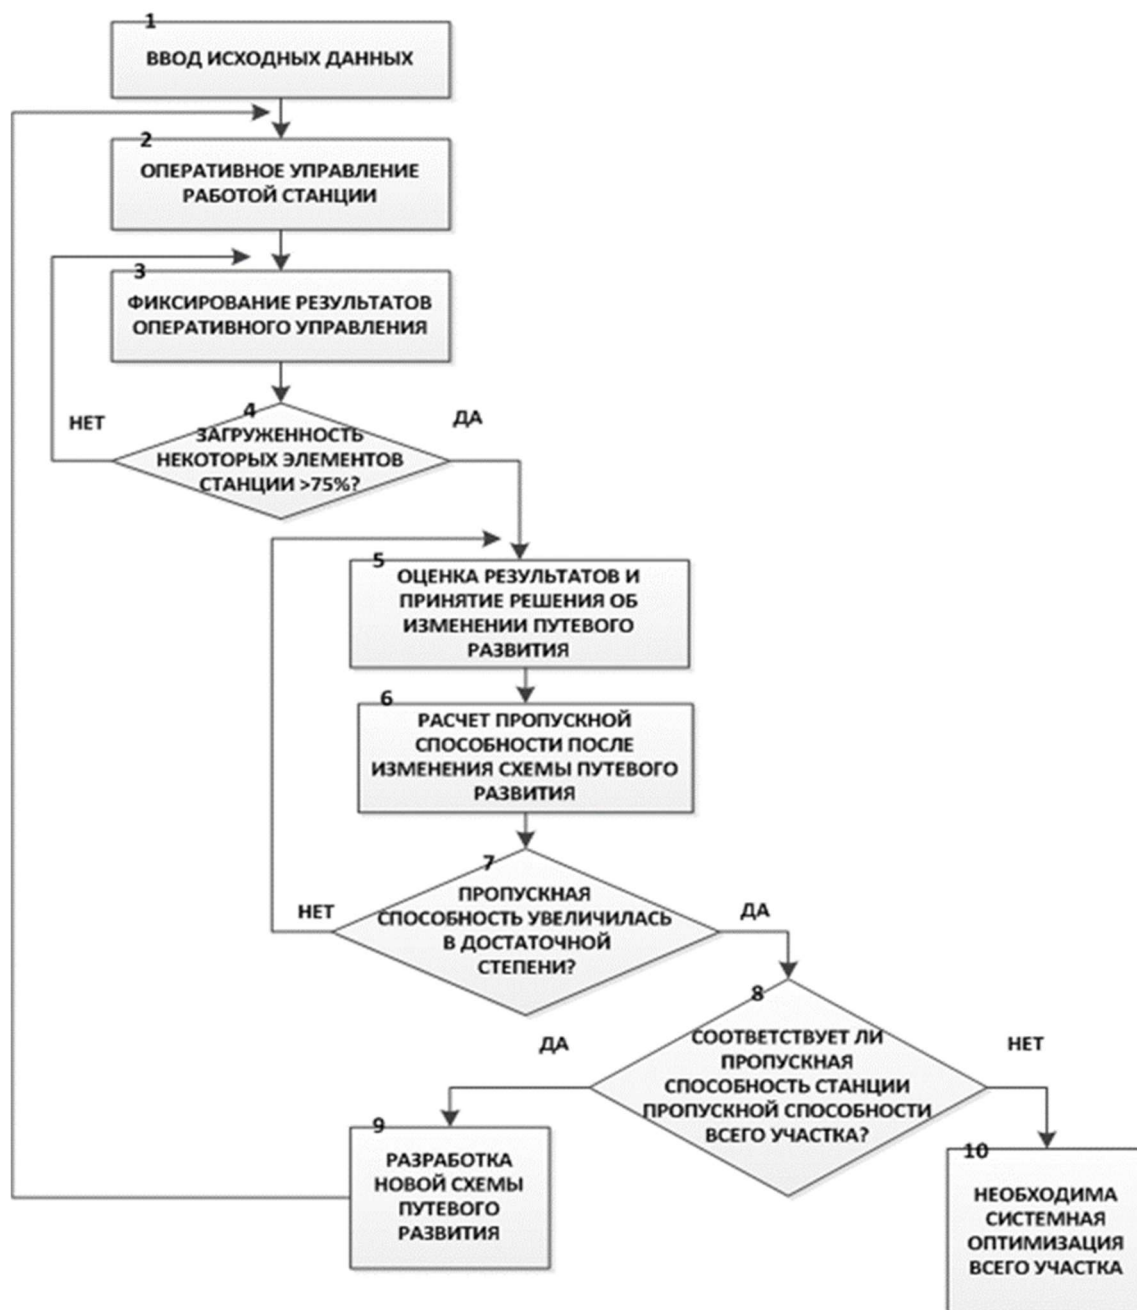 1
ВВОД ИСХОДНЫХ ДАННЫХ
2
ОПЕРАТИВНОЕ УПРАВЛЕНИЕ
РАБОТОЙ СТАНЦИИ
3
ФИКСИРОВАНИЕ РЕЗУЛЬТАТОВ
ОПЕРАТИВНОГО УПРАВЛЕНИЯ
НЕТ
4
ДА
ЗАГРУЖЕННОСТЬ
НЕКОТОРЫХ ЭЛЕМЕНТОВ
СТАНЦИИ >75%?
5
ОЦЕНКА РЕЗУЛЬТАТОВ И
ПРИНЯТИЕ РЕШЕНИЯ ОБ
ИЗМЕНЕНИИ ПУТЕВОГО
РАЗВИТИЯ
6
РАСЧЕТ ПРОПУСКНОЙ
СПОСОБНОСТИ ПОСЛЕ
ИЗМЕНЕНИЯ СХЕМЫ ПУТЕВОГО
РАЗВИТИЯ
7
НЕТ
ДА
ПРОПУСКНАЯ
СПОСОБНОСТЬ УВЕЛИЧИЛАСЬ
В ДОСТАТОЧНОЙ
СТЕПЕНИ?
8
ДА
НЕТ
СООТВЕТСТВУЕТ ЛИ
ПРОПУСКНАЯ
СПОСОБНОСТЬ СТАНЦИИ
ПРОПУСКНОЙ СПОСОБНОСТИ
ВСЕГО УЧАСТКА?
9
РАЗРАБОТКА
НОВОЙ СХЕМЫ
ПУТЕВОГО
РАЗВИТИЯ
10
НЕОБХОДИМА
СИСТЕМНАЯ
ОПТИМИЗАЦИЯ
ВСЕГО УЧАСТКА